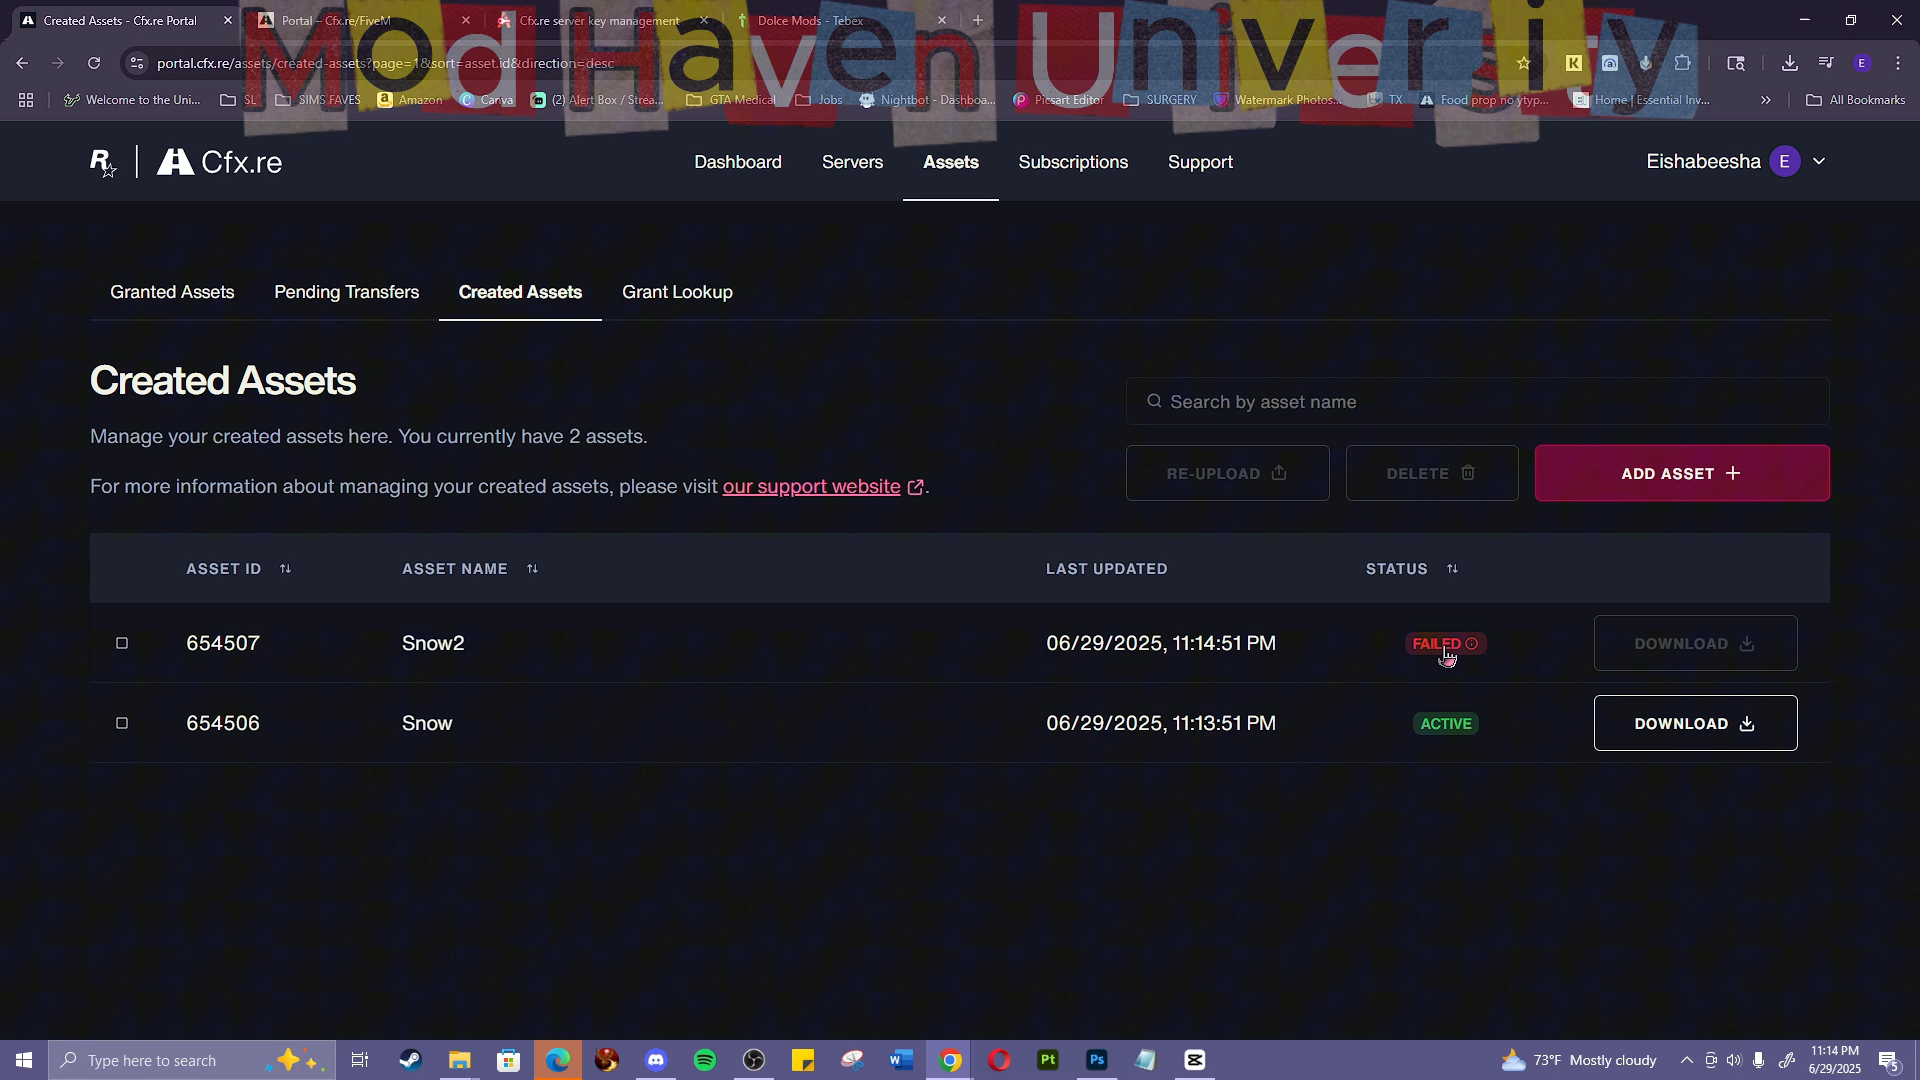 Created Assets - Cfx.re Portal
Portal – Cfx.re/FiveM
Cfx.re server key management
Dolce Mods - Tebex
Mod Haven Univer i y
portal.cfx.re/assets/created-assets?page=1&sort=asset.id&direction=desc
Welcome to the Uni...
SL
SIMS FAVES
Amazon
Canva
(2) Alert Box / Strea...
GTA Medical
Jobs
Nightbot - Dashboa...
Picsart Editor
SURGERY
Watermark Photos...
TX
Food prop no ytyp...
Home | Essential Inv...
All Bookmarks
Cfx.re
Dashboard
Servers
Assets
Subscriptions
Support
Eishabeesha
E
Granted Assets
Pending Transfers
Created Assets
Grant Lookup
Created Assets
Search by asset name
Manage your created assets here. You currently have 2 assets.
RE-UPLOAD
DELETE
ADD ASSET
For more information about managing your created assets, please visit our support website.
ASSET ID
ASSET NAME
LAST UPDATED
STATUS
654507
Snow2
06/29/2025, 11:14:51 PM
FAILED
DOWNLOAD
654506
Snow
06/29/2025, 11:13:51 PM
ACTIVE
DOWNLOAD
Type here to search
Pt
Ps
73°F Mostly cloudy
11:14 PM
6/29/2025
5